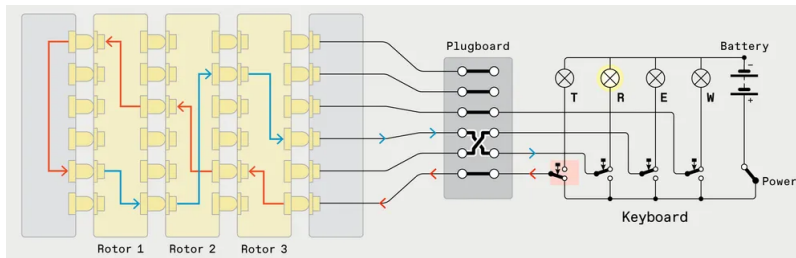 Plugboard
Battery
−
+
T
R
E
W
Power
Keyboard
Rotor 1
Rotor 2
Rotor 3